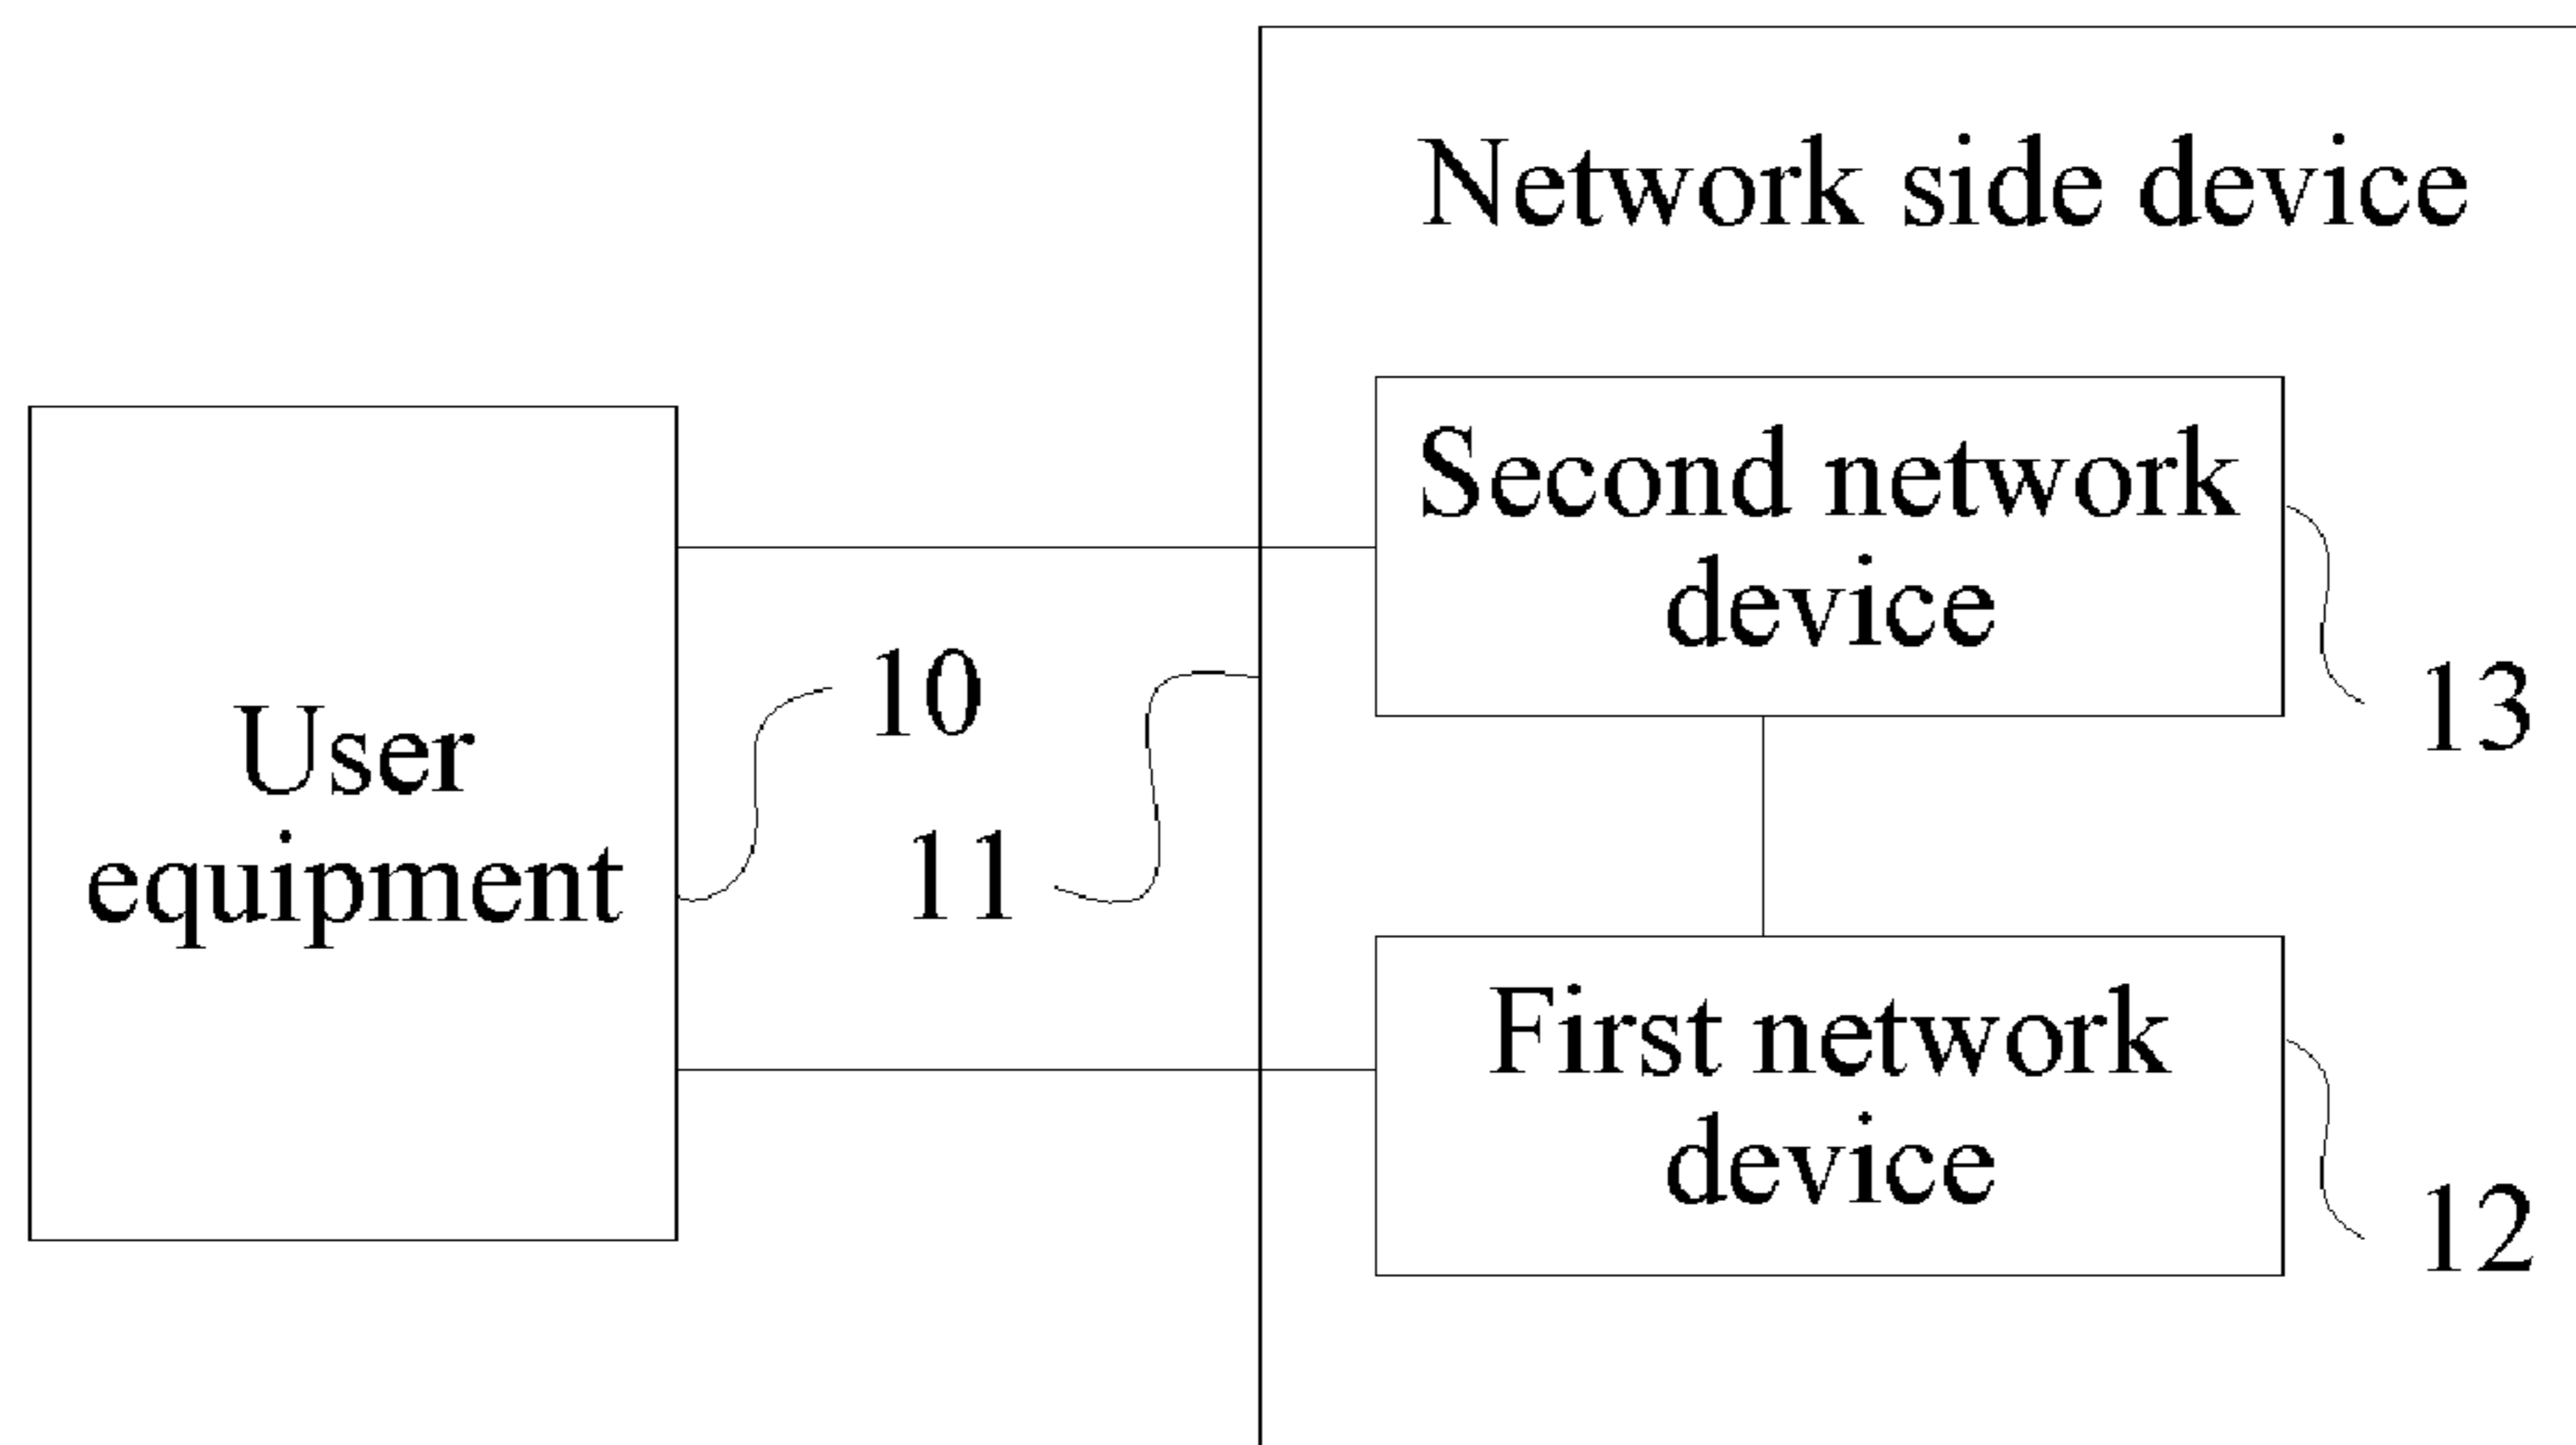 Network side device
Second network
device
10
13
User
equipment
11
First network
device
12